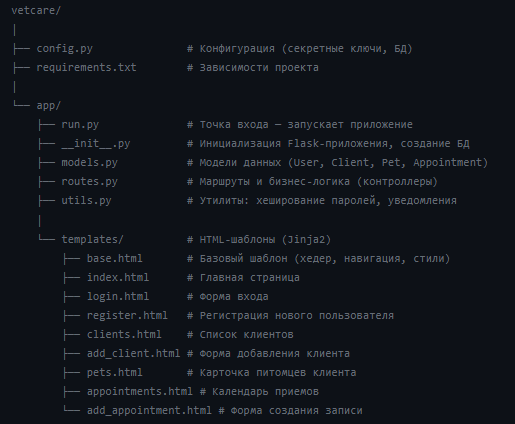 vetcare/
│
├── config.py # Конфигурация (секретные ключи, БД)
├── requirements.txt # Зависимости проекта
│
└── app/
├── run.py # Точка входа — запускает приложение
├── __init__.py # Инициализация Flask-приложения, создание БД
├── models.py # Модели данных (User, Client, Pet, Appointment)
├── routes.py # Маршруты и бизнес-логика (контроллеры)
├── utils.py # Утилиты: хеширование паролей, уведомления
│
└── templates/ # HTML-шаблоны (Jinja2)
├── base.html # Базовый шаблон (хедер, навигация, стили)
├── index.html # Главная страница
├── login.html # Форма входа
├── register.html # Регистрация нового пользователя
├── clients.html # Список клиентов
├── add_client.html # Форма добавления клиента
├── pets.html # Карточка питомцев клиента
├── appointments.html # Календарь приемов
└── add_appointment.html # Форма создания записи